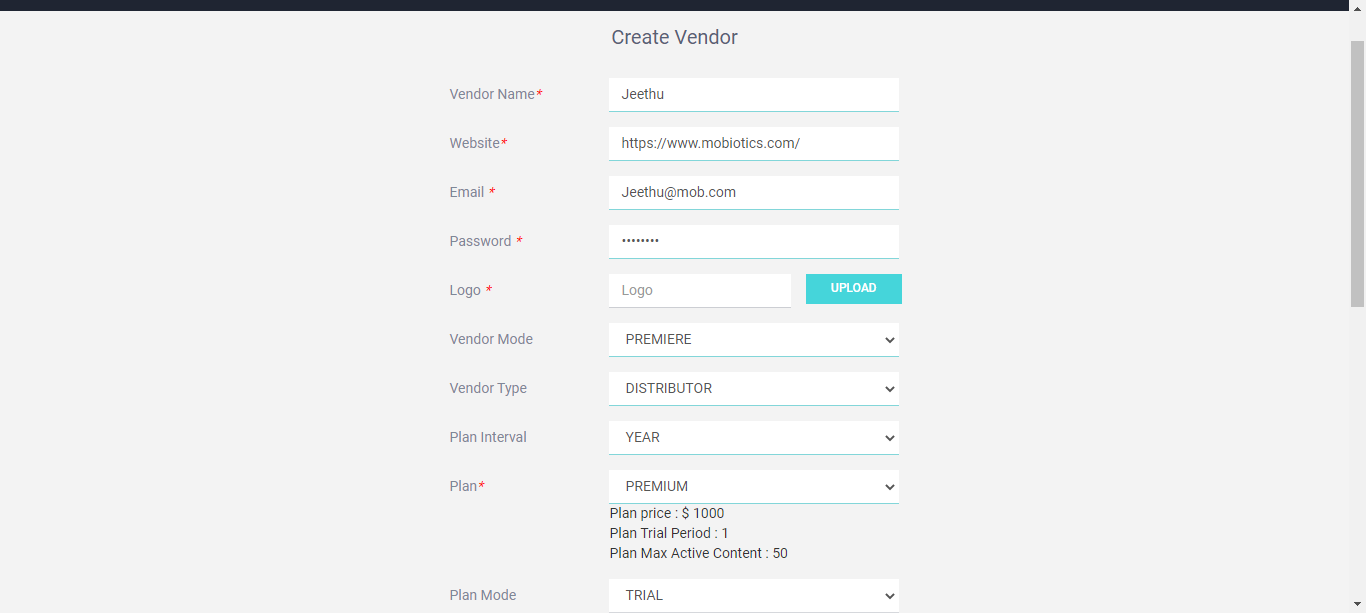 Create Vendor
Vendor Name* Jeethu
Website* https://www.mobiotics.com/
Email * Jeethu@mob.com
Password * ••••••••
Logo * Logo UPLOAD
Vendor Mode PREMIERE
Vendor Type DISTRIBUTOR
Plan Interval YEAR
Plan* PREMIUM
Plan price : $ 1000
Plan Trial Period : 1
Plan Max Active Content : 50
Plan Mode TRIAL